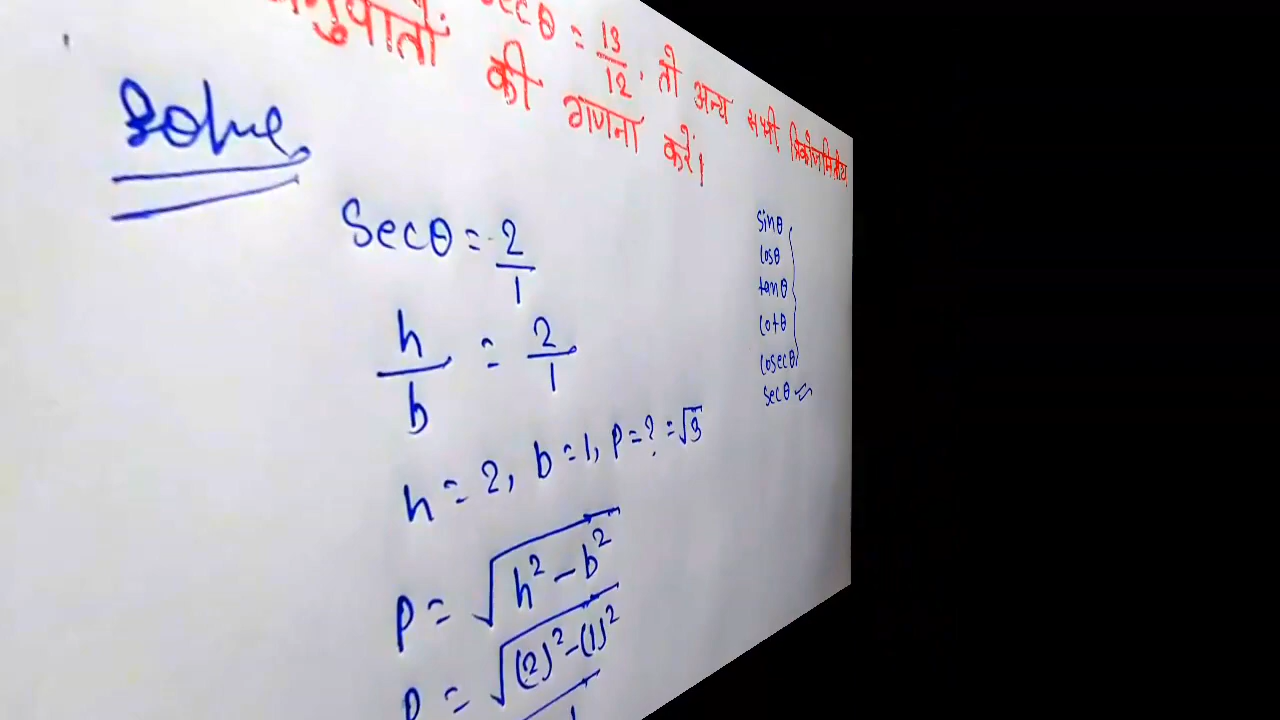 secθ = 13/12, तो अन्य सभी त्रिकोणमितीय
अनुपातों की गणना करें।
Solve
Secθ = 2/1
h/b = 2/1
h = 2, b = 1, p = ? = √3
p = √h² - b²
p = √(2)² - (1)²
sinθ
cosθ
tanθ
cotθ
cosecθ
secθ